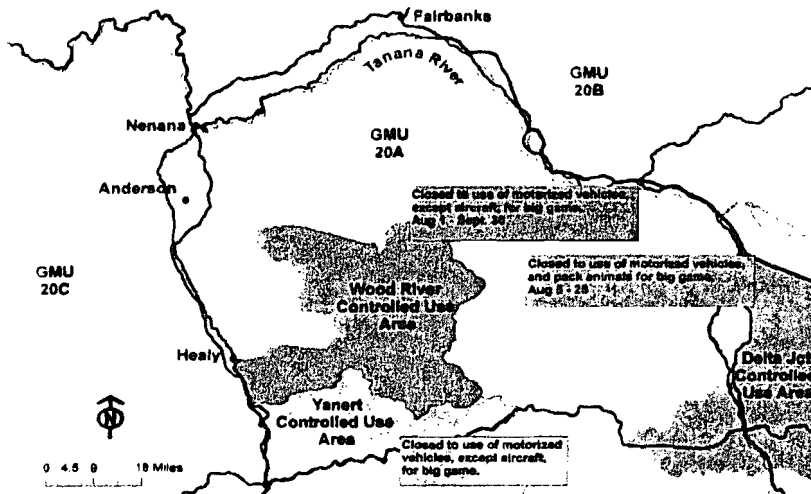 Fairbanks
Tanana River
GMU
20B
Nenana
GMU
20A
Anderson
Closed to use of motorized vehicles,
except aircraft, for big game.
Aug 1 - Sept. 30
GMU
20C
Closed to use of motorized vehicles,
and pack animals for big game.
Aug 5 - 25
Wood River
Controlled Use
Area
Healy
Delta Jct
Controlled
Use Area
Yanert
Controlled Use
Area
N
Closed to use of motorized
vehicles, except aircraft,
for big game.
0 4.5 9 18 Miles